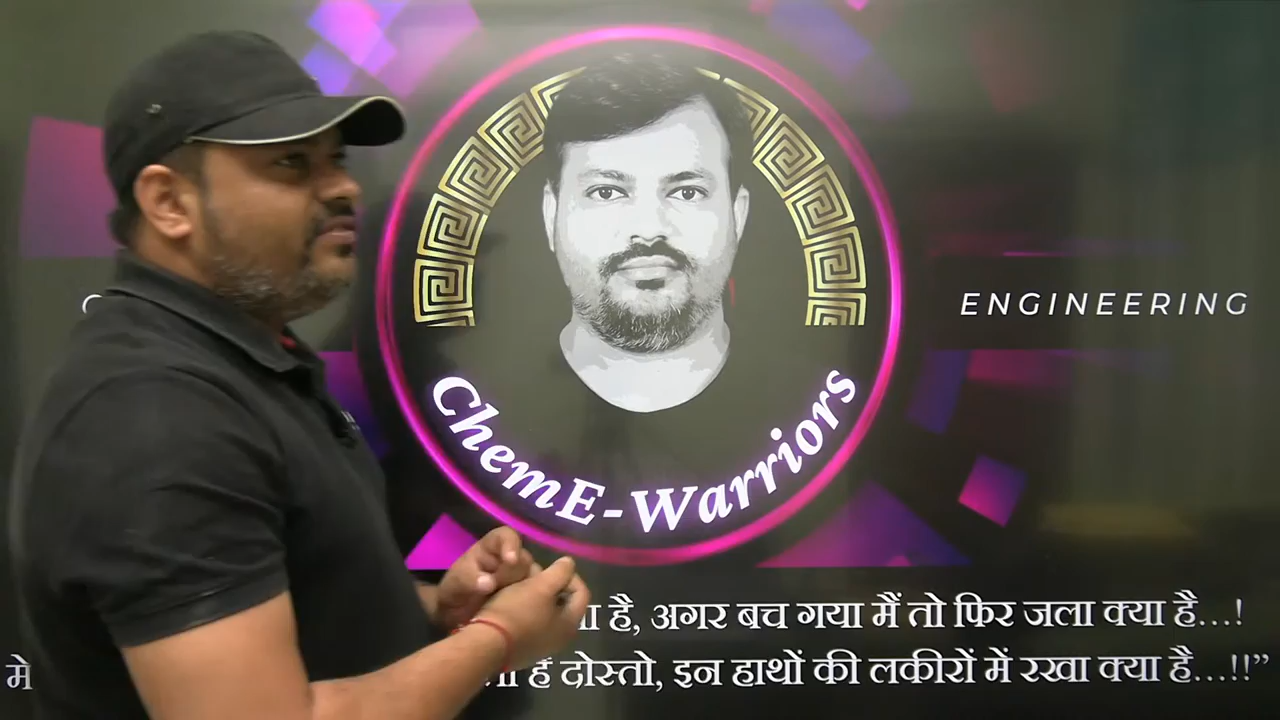 ENGINEERING
ChemE-Warriors
है, अगर बच गया मैं तो फिर जला क्या है...!
मे दोस्तो, इन हाथों की लकीरों में रखा क्या है...!!”